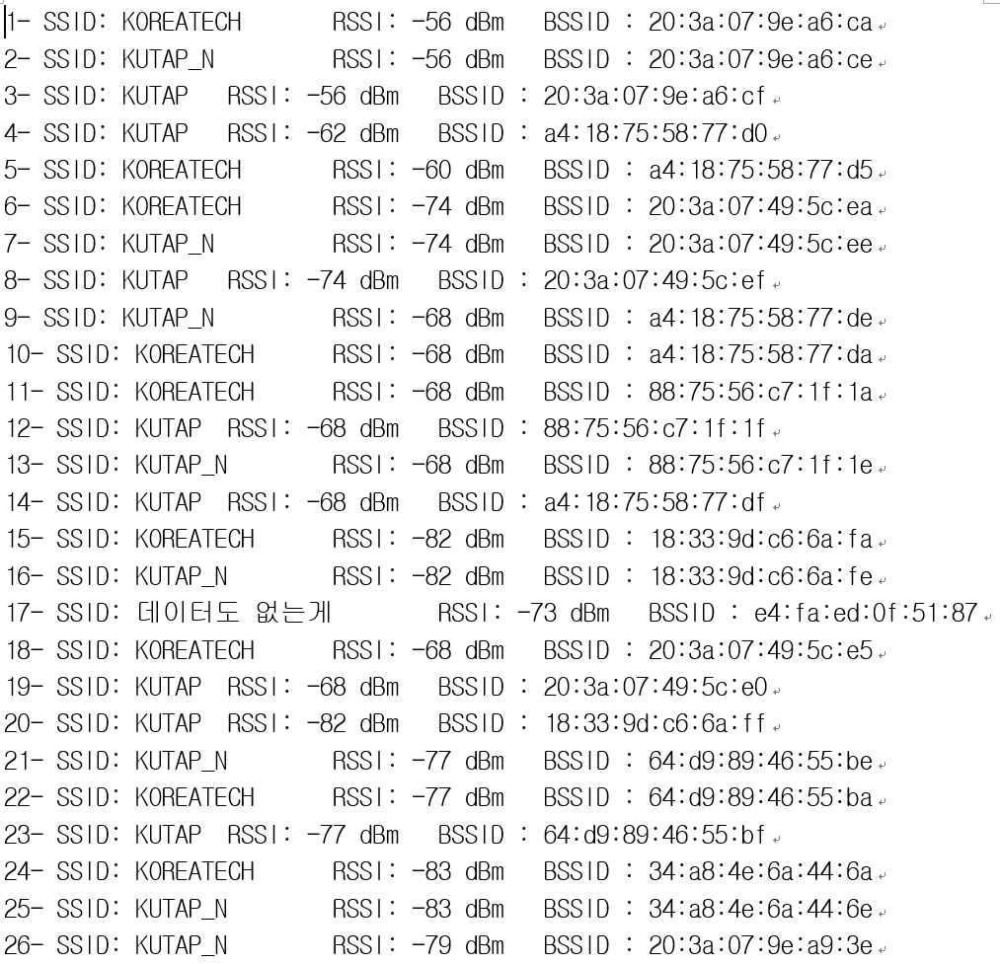 1- SSID: KOREATECH RSSI: -56 dBm BSSID : 20:3a:07:9e:a6:ca
2- SSID: KUTAP_N RSSI: -56 dBm BSSID : 20:3a:07:9e:a6:ce
3- SSID: KUTAP RSSI: -56 dBm BSSID : 20:3a:07:9e:a6:cf
4- SSID: KUTAP RSSI: -62 dBm BSSID : a4:18:75:58:77:d0
5- SSID: KOREATECH RSSI: -60 dBm BSSID : a4:18:75:58:77:d5
6- SSID: KOREATECH RSSI: -74 dBm BSSID : 20:3a:07:49:5c:ea
7- SSID: KUTAP_N RSSI: -74 dBm BSSID : 20:3a:07:49:5c:ee
8- SSID: KUTAP RSSI: -74 dBm BSSID : 20:3a:07:49:5c:ef
9- SSID: KUTAP_N RSSI: -68 dBm BSSID : a4:18:75:58:77:de
10- SSID: KOREATECH RSSI: -68 dBm BSSID : a4:18:75:58:77:da
11- SSID: KOREATECH RSSI: -68 dBm BSSID : 88:75:56:c7:1f:1a
12- SSID: KUTAP RSSI: -68 dBm BSSID : 88:75:56:c7:1f:1f
13- SSID: KUTAP_N RSSI: -68 dBm BSSID : 88:75:56:c7:1f:1e
14- SSID: KUTAP RSSI: -68 dBm BSSID : a4:18:75:58:77:df
15- SSID: KOREATECH RSSI: -82 dBm BSSID : 18:33:9d:c6:6a:fa
16- SSID: KUTAP_N RSSI: -82 dBm BSSID : 18:33:9d:c6:6a:fe
17- SSID: 데이터도 없는게 RSSI: -73 dBm BSSID : e4:fa:ed:0f:51:87
18- SSID: KOREATECH RSSI: -68 dBm BSSID : 20:3a:07:49:5c:e5
19- SSID: KUTAP RSSI: -68 dBm BSSID : 20:3a:07:49:5c:e0
20- SSID: KUTAP RSSI: -82 dBm BSSID : 18:33:9d:c6:6a:ff
21- SSID: KUTAP_N RSSI: -77 dBm BSSID : 64:d9:89:46:55:be
22- SSID: KOREATECH RSSI: -77 dBm BSSID : 64:d9:89:46:55:ba
23- SSID: KUTAP RSSI: -77 dBm BSSID : 64:d9:89:46:55:bf
24- SSID: KOREATECH RSSI: -83 dBm BSSID : 34:a8:4e:6a:44:6a
25- SSID: KUTAP_N RSSI: -83 dBm BSSID : 34:a8:4e:6a:44:6e
26- SSID: KUTAP_N RSSI: -79 dBm BSSID : 20:3a:07:9e:a9:3e